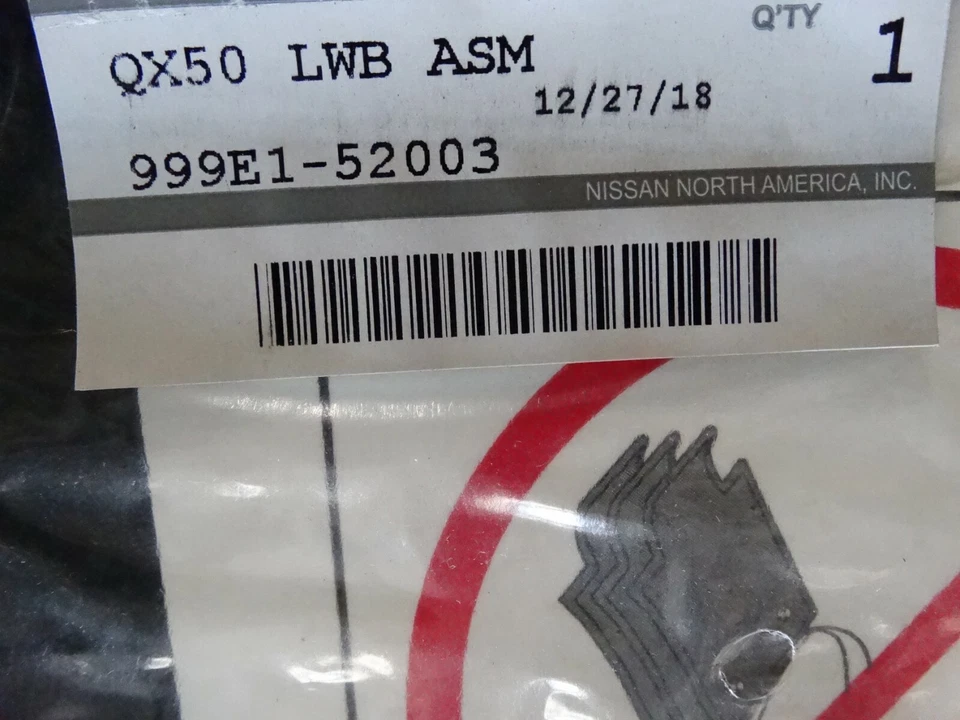 Q'TY
QX50 LWB ASM
1
12/27/18
999E1-52003
NISSAN NORTH AMERICA, INC.